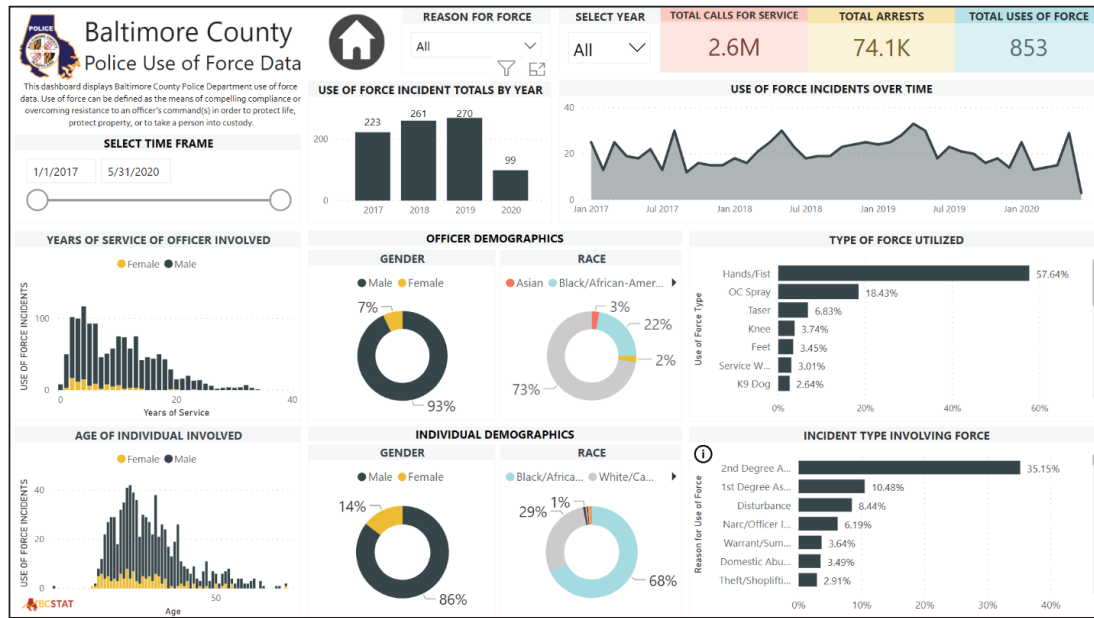 POLICE
Baltimore County
Police Use of Force Data
This dashboard displays Baltimore County Police Department use of force
data. Use of force can be defined as the means of compelling compliance or
overcoming resistance to an officer's command(s) in order to protect life,
protect property, or to take a person into custody.
SELECT TIME FRAME
1/1/2017 5/31/2020
REASON FOR FORCE
All
SELECT YEAR
All
TOTAL CALLS FOR SERVICE
2.6M
TOTAL ARRESTS
74.1K
TOTAL USES OF FORCE
853
USE OF FORCE INCIDENT TOTALS BY YEAR
200
0
223
261
270
99
2017 2018 2019 2020
USE OF FORCE INCIDENTS OVER TIME
40
20
0
Jan 2017 Jul 2017 Jan 2018 Jul 2018 Jan 2019 Jul 2019 Jan 2020
YEARS OF SERVICE OF OFFICER INVOLVED
Female Male
USE OF FORCE INCIDENTS
100
0
0 20 40
Years of Service
OFFICER DEMOGRAPHICS
GENDER
Male Female
7%
93%
RACE
Asian Black/African-Amer...
3%
22%
2%
73%
TYPE OF FORCE UTILIZED
Use of Force Type
Hands/Fist 57.64%
OC Spray 18.43%
Taser 6.83%
Knee 3.74%
Feet 3.45%
Service W... 3.01%
K9 Dog 2.64%
0% 20% 40% 60%
AGE OF INDIVIDUAL INVOLVED
Female Male
USE OF FORCE INCIDENTS
40
20
0
50
Age
BCSTAT
INDIVIDUAL DEMOGRAPHICS
GENDER
Male Female
14%
86%
RACE
Black/Africa... White/Ca...
1%
29%
68%
INCIDENT TYPE INVOLVING FORCE
Reason for Use of Force
2nd Degree A... 35.15%
1st Degree As... 10.48%
Disturbance 8.44%
Narc/Officer I... 6.19%
Warrant/Sum... 3.64%
Domestic Abu... 3.49%
Theft/Shoplifti... 2.91%
0% 10% 20% 30% 40%